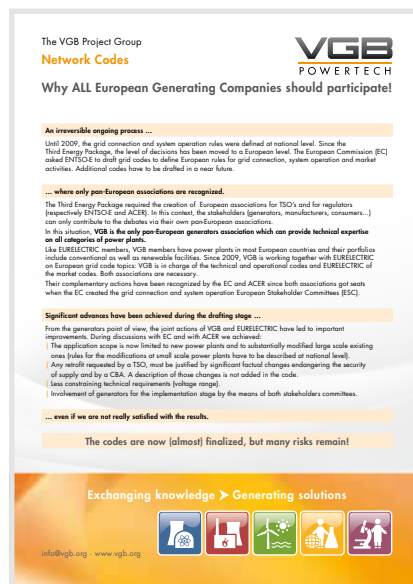 The VGB Project Group
VGB
POWERTECH
Network Codes
Why ALL European Generating Companies should participate!
An irreversible ongoing process ...
Until 2009, the grid connection and system operation rules were defined at national level. Since the
Third Energy Package, the level of decisions has been moved to a European level. The European Commission (EC)
asked ENTSO-E to draft grid codes to define European rules for grid connection, system operation and market
activities. Additional codes have to be drafted in a near future.
... where only pan-European associations are recognized.
The Third Energy Package required the creation of European associations for TSO's and for regulators
(respectively ENTSO-E and ACER). In this context, the stakeholders (generators, manufacturers, consumers...)
can only contribute to the debates via their own pan-European associations.
In this situation, VGB is the only pan-European generators association which can provide technical expertise
on all categories of power plants.
Like EURELECTRIC members, VGB members have power plants in most European countries and their portfolios
include conventional as well as renewable facilities. Since 2009, VGB is working together with EURELECTRIC
on European grid code topics: VGB is in charge of the technical and operational codes and EURELECTRIC of
the market codes. Both associations are necessary.
Their complementary actions have been recognized by the EC and ACER since both associations got seats
when the EC created the grid connection and system operation European Stakeholder Committees (ESC).
Significant advances have been achieved during the drafting stage ...
From the generators point of view, the joint actions of VGB and EURELECTRIC have led to important
improvements. During discussions with EC and with ACER we achieved:
| The application scope is now limited to new power plants and to substantially modified large scale existing
ones (rules for the modifications at small scale power plants have to be described at national level).
| Any retrofit requested by a TSO, must be justified by significant factual changes endangering the security
of supply and by a CBA. A description of those changes is not added in the code.
| Less constraining technical requirements (voltage range).
| Involvement of generators for the implementation stage by the means of both stakeholders committees.
... even if we are not really satisfied with the results.
The codes are now (almost) finalized, but many risks remain!
Exchanging knowledge ➤ Generating solutions
info@vgb.org - www.vgb.org